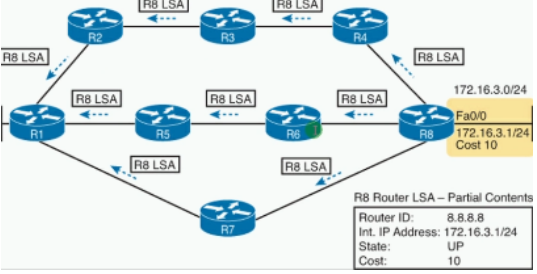 R8 LSA
R8 LSA
R8 LSA
R2
R3
R4
R8 LSA
R8 LSA
R8 LSA
R8 LSA
172.16.3.0/24
Fa0/0
172.16.3.1/24
Cost 10
R1
R5
R6
R8
R8 LSA
R8 LSA
R7
R8 Router LSA – Partial Contents
Router ID: 8.8.8.8
Int. IP Address: 172.16.3.1/24
State: UP
Cost: 10